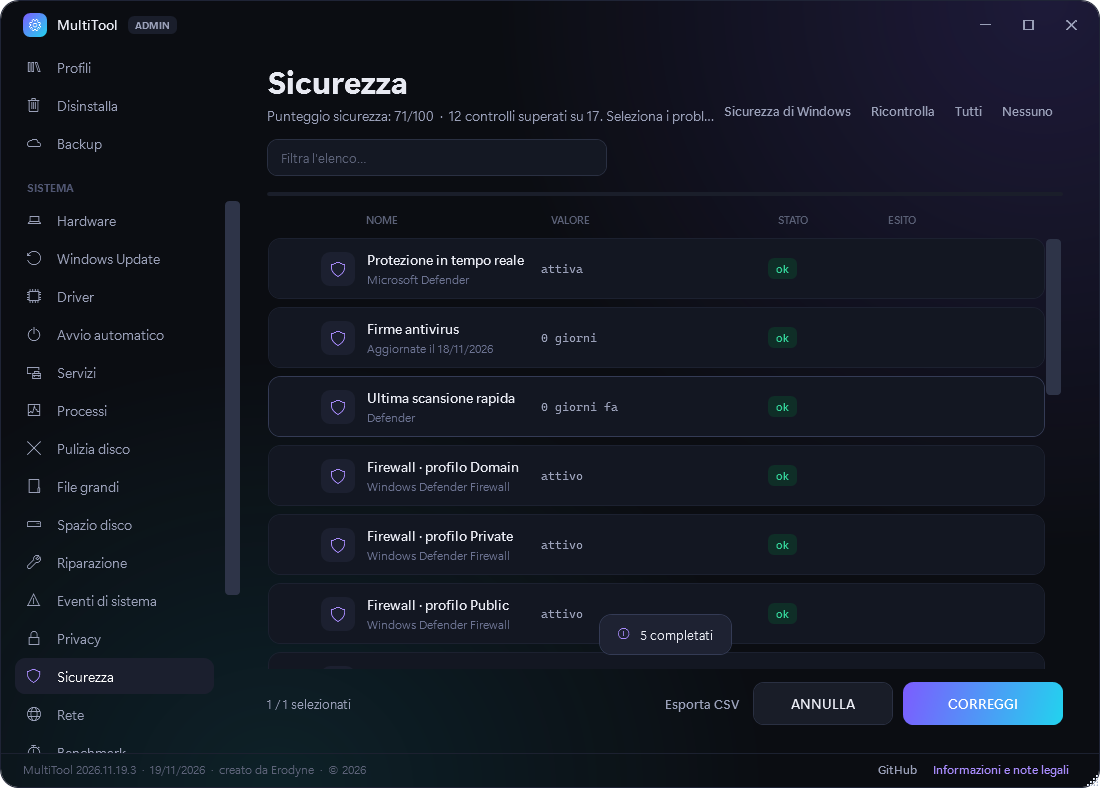 MultiTool ADMIN
Profili
Disinstalla
Backup
SISTEMA
Hardware
Windows Update
Driver
Avvio automatico
Servizi
Processi
Pulizia disco
File grandi
Spazio disco
Riparazione
Eventi di sistema
Privacy
Sicurezza
Rete
Benchmark
Sicurezza
Punteggio sicurezza: 71/100 · 12 controlli superati su 17. Seleziona i probl...
Sicurezza di Windows Ricontrolla Tutti Nessuno
Filtra l'elenco...
NOME VALORE STATO ESITO
Protezione in tempo reale
Microsoft Defender
attiva
ok
Firme antivirus
Aggiornate il 18/11/2026
0 giorni
ok
Ultima scansione rapida
Defender
0 giorni fa
ok
Firewall · profilo Domain
Windows Defender Firewall
attivo
ok
Firewall · profilo Private
Windows Defender Firewall
attivo
ok
Firewall · profilo Public
Windows Defender Firewall
attivo
ok
5 completati
1 / 1 selezionati
Esporta CSV ANNULLA CORREGGI
MultiTool 2026.11.19.3 · 19/11/2026 · creato da Erodyne · © 2026
GitHub Informazioni e note legali